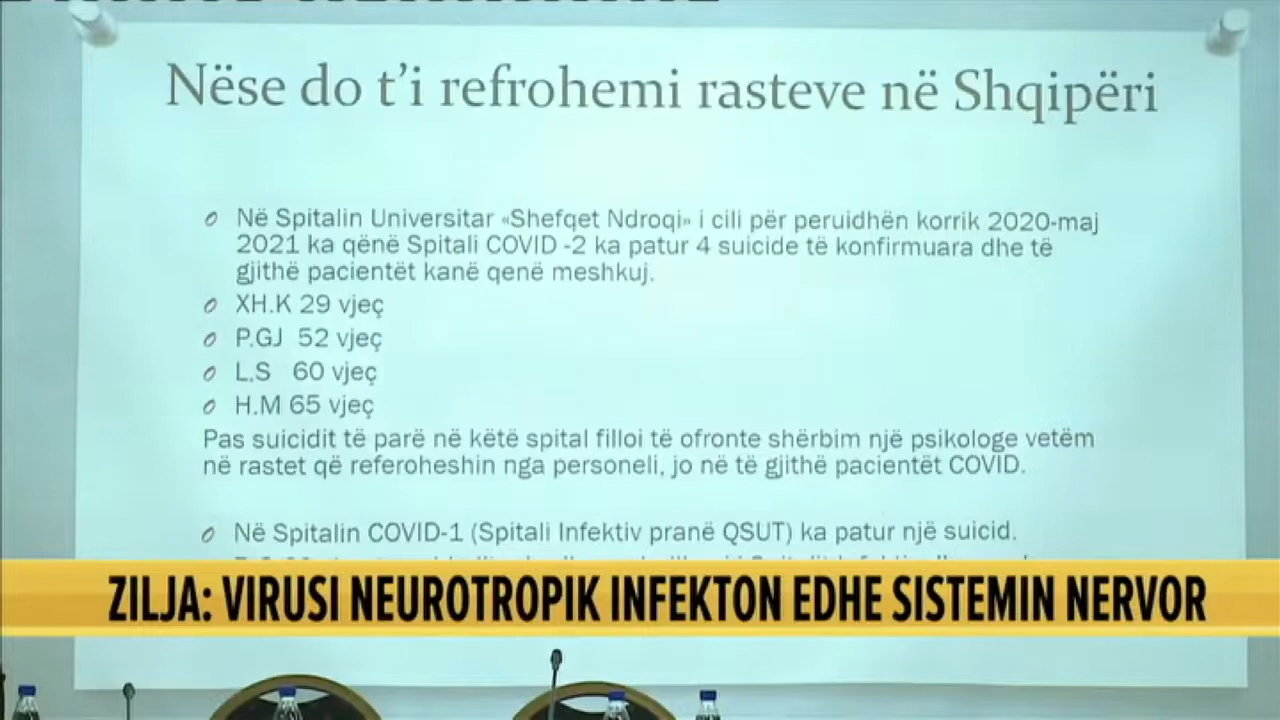 Nëse do t'i refrohemi rasteve në Shqipëri
Në Spitalin Universitar «Shefqet Ndroqi» i cili për peruidhën korrik 2020-maj
2021 ka qënë Spitali COVID -2 ka patur 4 suicide të konfirmuara dhe të
gjithë pacientët kanë qenë meshkuj.
XH.K 29 vjeç
P.GJ 52 vjeç
L.S 60 vjeç
H.M 65 vjeç
Pas suicidit të parë në këtë spital filloi të ofronte shërbim një psikologe vetëm
në rastet që referoheshin nga personeli, jo në të gjithë pacientët COVID.
Në Spitalin COVID-1 (Spitali Infektiv pranë QSUT) ka patur një suicid.
ZILJA: VIRUSI NEUROTROPIK INFEKTON EDHE SISTEMIN NERVOR